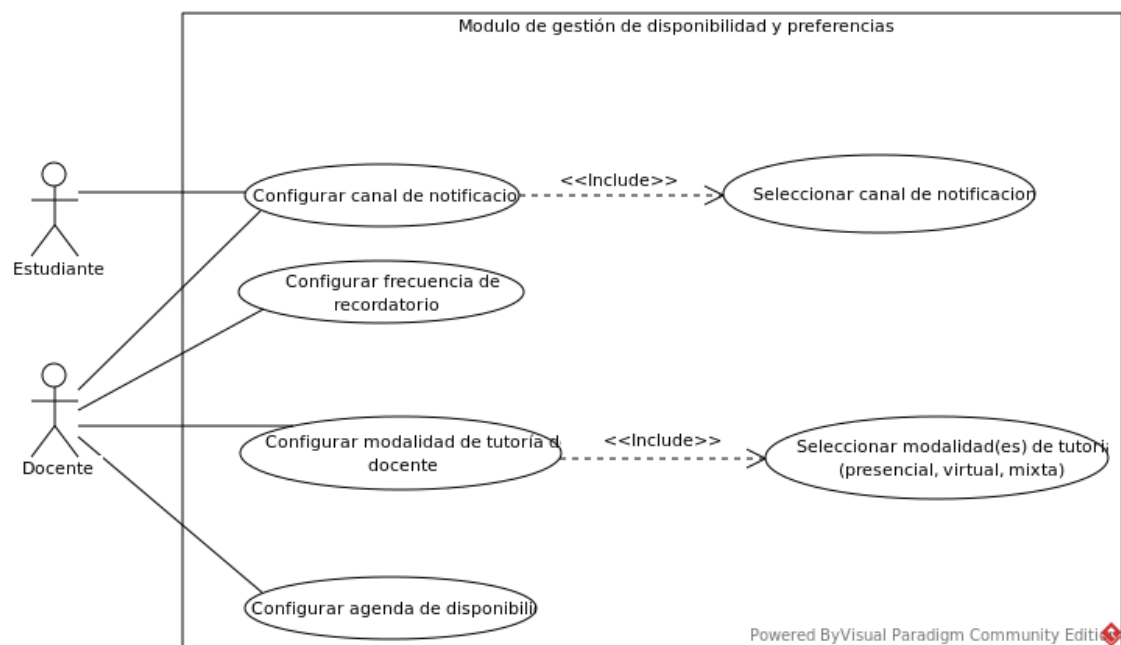 Modulo de gestión de disponibilidad y preferencias
Estudiante
Configurar canal de notificacio
<<Include>>
Seleccionar canal de notificacion
Configurar frecuencia de
recordatorio
Docente
Configurar modalidad de tutoría d
docente
<<Include>>
Seleccionar modalidad(es) de tutori
(presencial, virtual, mixta)
Configurar agenda de disponibili
Powered ByVisual Paradigm Community Editi